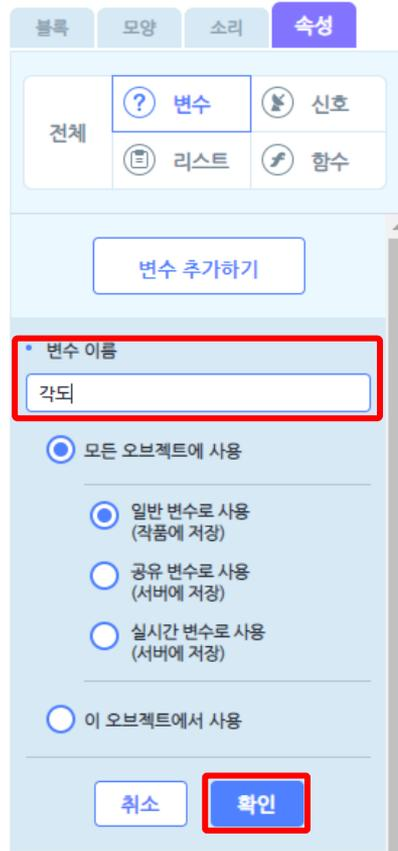 블록 모양 소리 속성
전체 ? 변수 신호
리스트 f 함수
변수 추가하기
• 변수 이름
각도
모든 오브젝트에 사용
일반 변수로 사용
(작품에 저장)
공유 변수로 사용
(서버에 저장)
실시간 변수로 사용
(서버에 저장)
이 오브젝트에서 사용
취소 확인